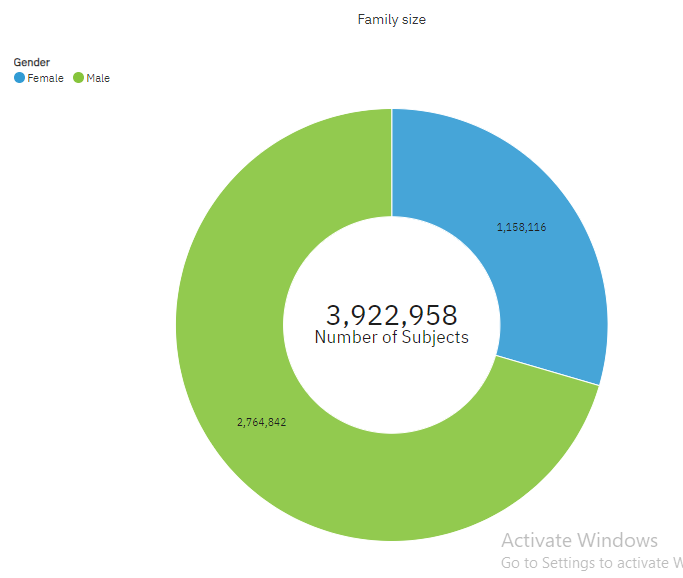 Family size
Gender
Female Male
1,158,116
3,922,958
Number of Subjects
2,764,842
Activate Windows
Go to Settings to activate W